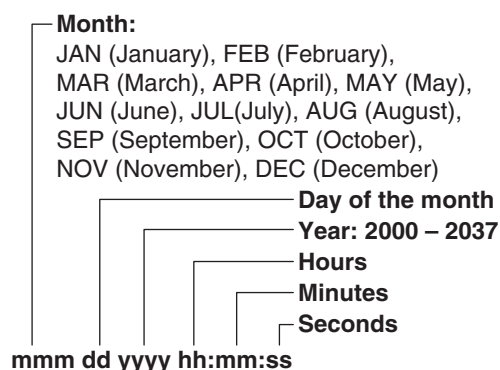 Month:
JAN (January), FEB (February),
MAR (March), APR (April), MAY (May),
JUN (June), JUL(July), AUG (August),
SEP (September), OCT (October),
NOV (November), DEC (December)
Day of the month
Year: 2000 – 2037
Hours
Minutes
Seconds
mmm dd yyyy hh:mm:ss